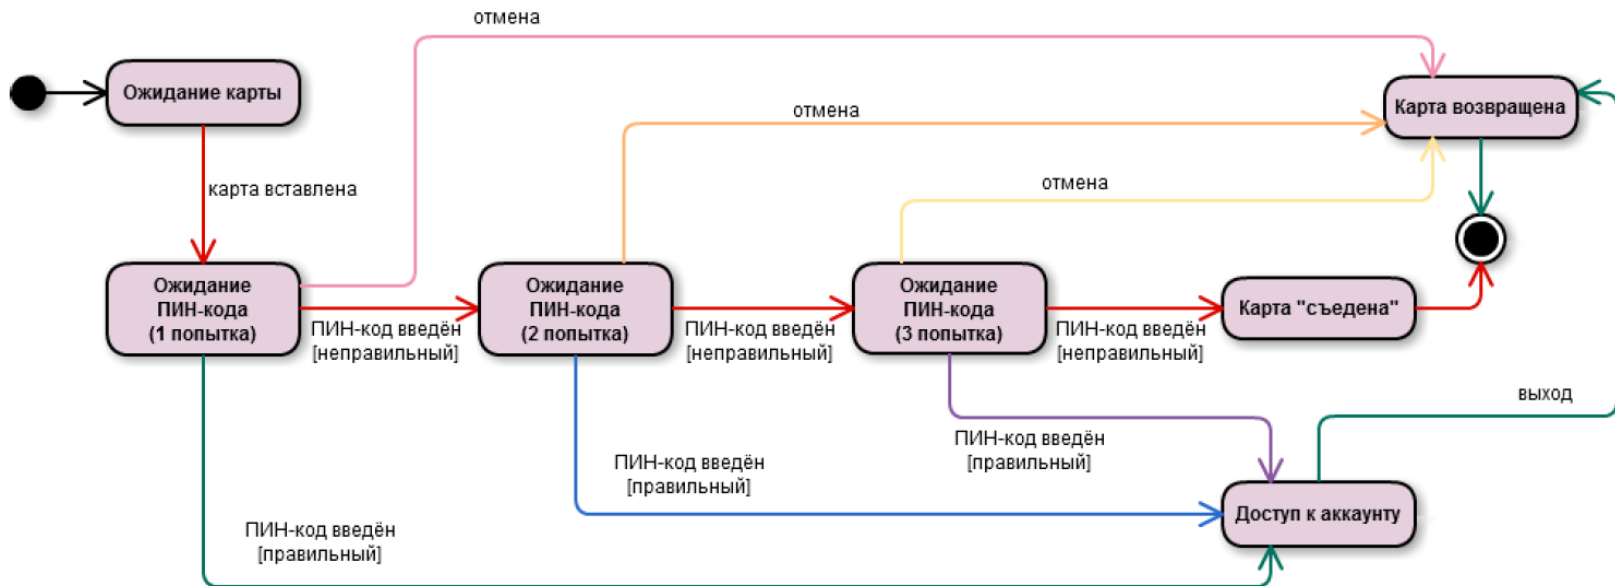 отмена
Ожидание карты
Карта возвращена
отмена
карта вставлена
отмена
Ожидание
ПИН-кода
(1 попытка)
Ожидание
ПИН-кода
(2 попытка)
Ожидание
ПИН-кода
(3 попытка)
Карта "съедена"
ПИН-код введён
[неправильный]
ПИН-код введён
[неправильный]
ПИН-код введён
[неправильный]
выход
ПИН-код введён
[правильный]
ПИН-код введён
[правильный]
Доступ к аккаунту
ПИН-код введён
[правильный]